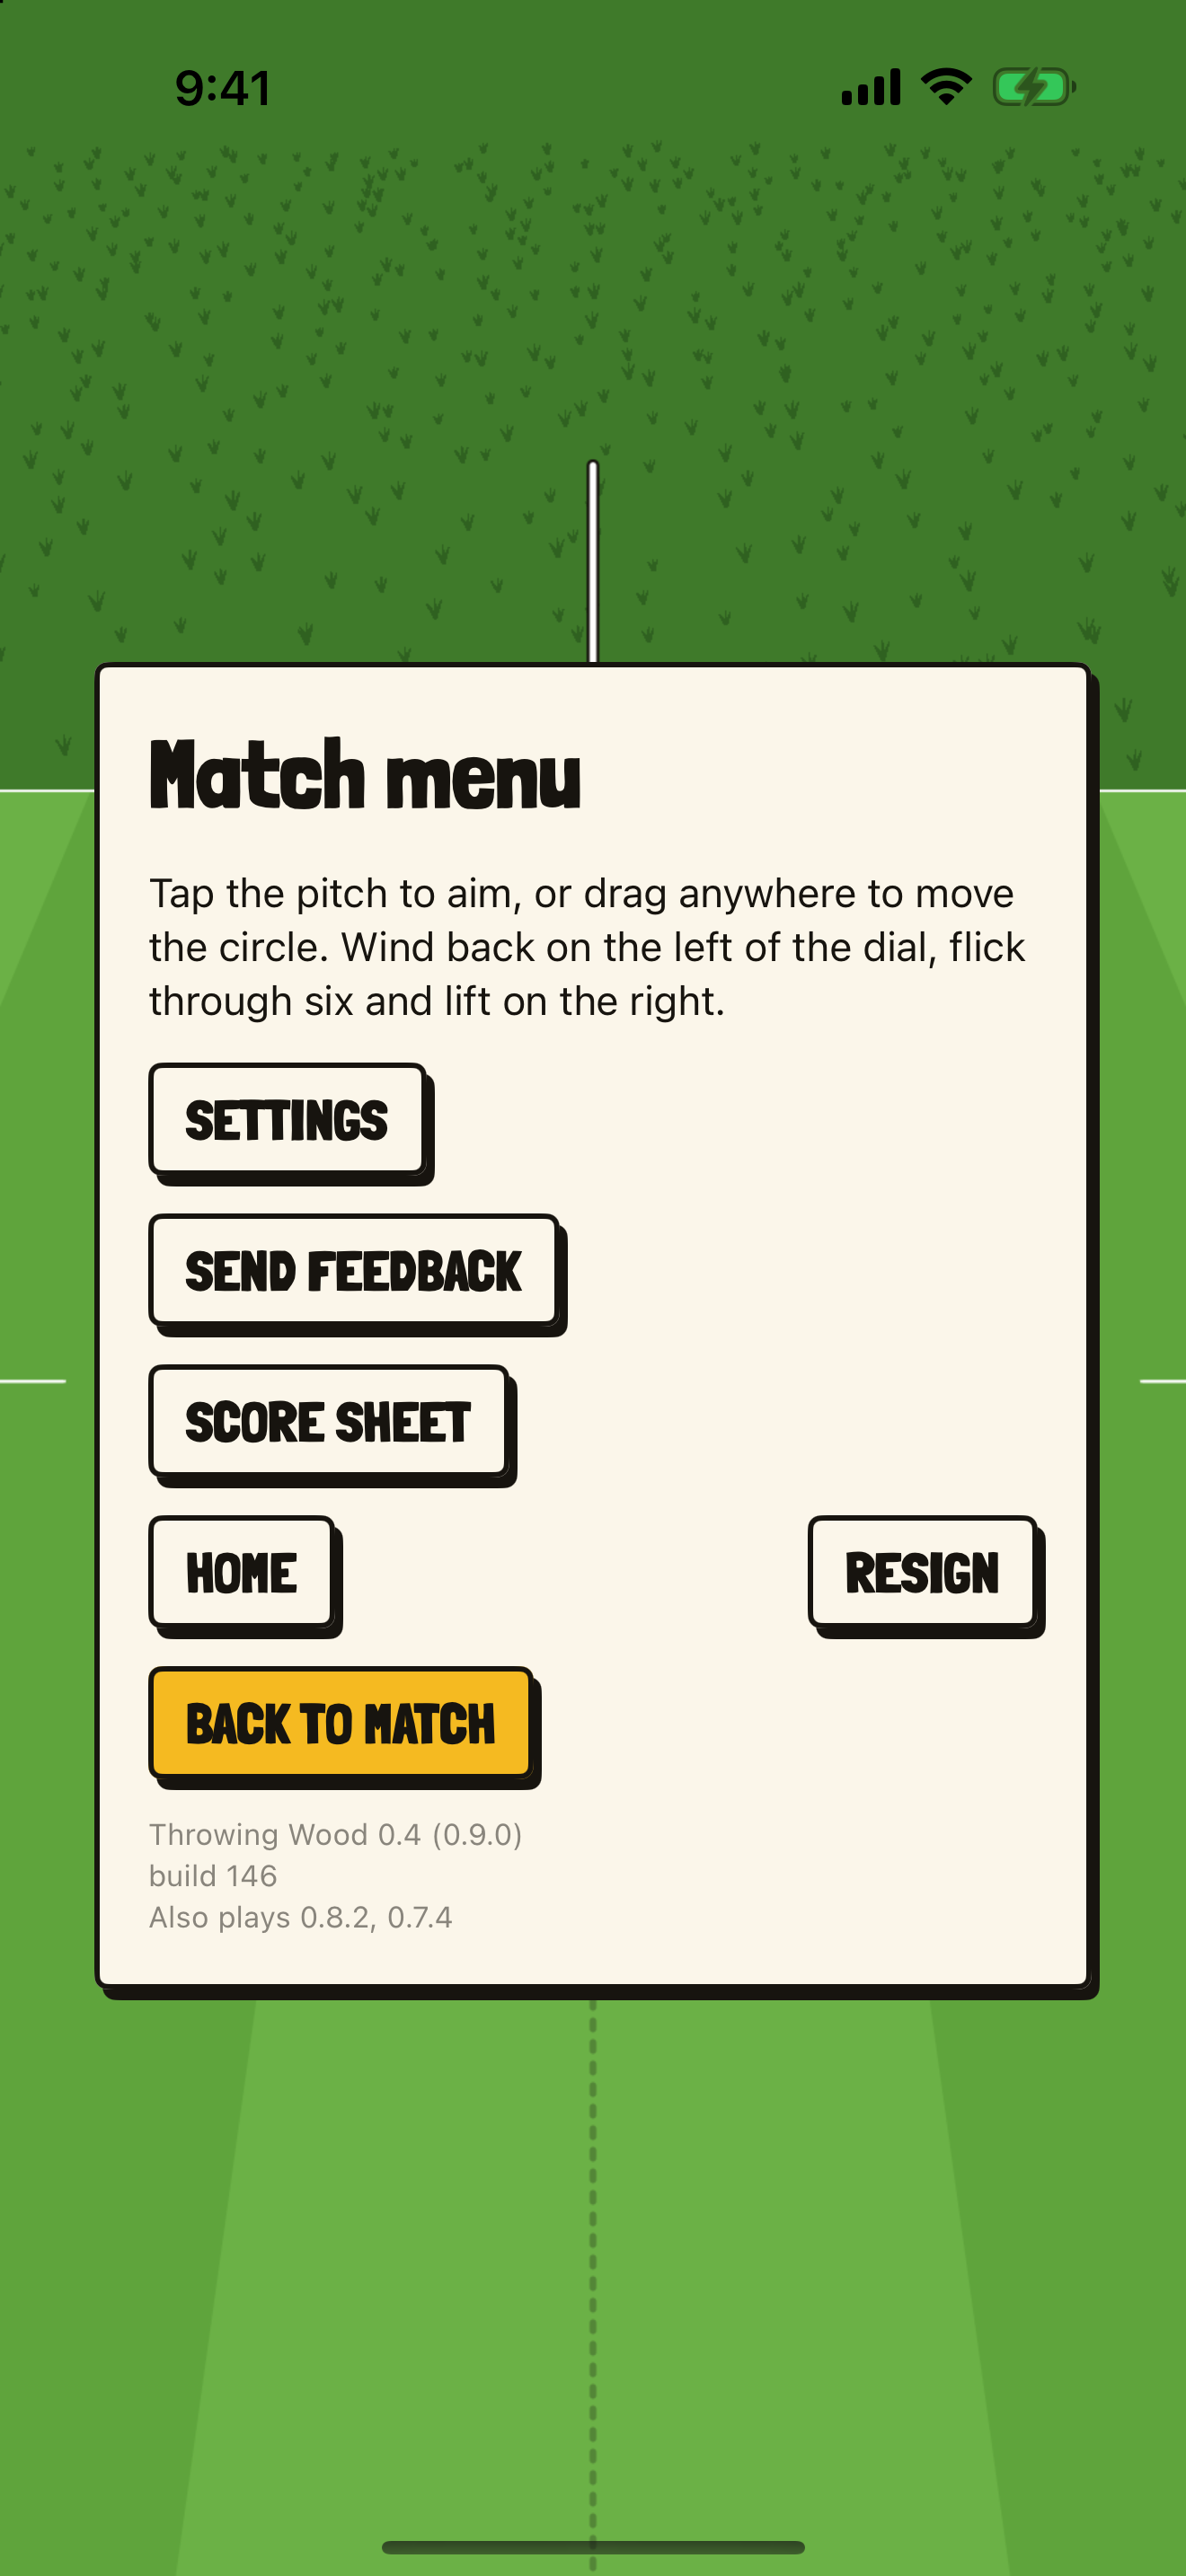 9:41
Match menu
Tap the pitch to aim, or drag anywhere to move
the circle. Wind back on the left of the dial, flick
through six and lift on the right.
SETTINGS
SEND FEEDBACK
SCORE SHEET
HOME
RESIGN
BACK TO MATCH
Throwing Wood 0.4 (0.9.0)
build 146
Also plays 0.8.2, 0.7.4